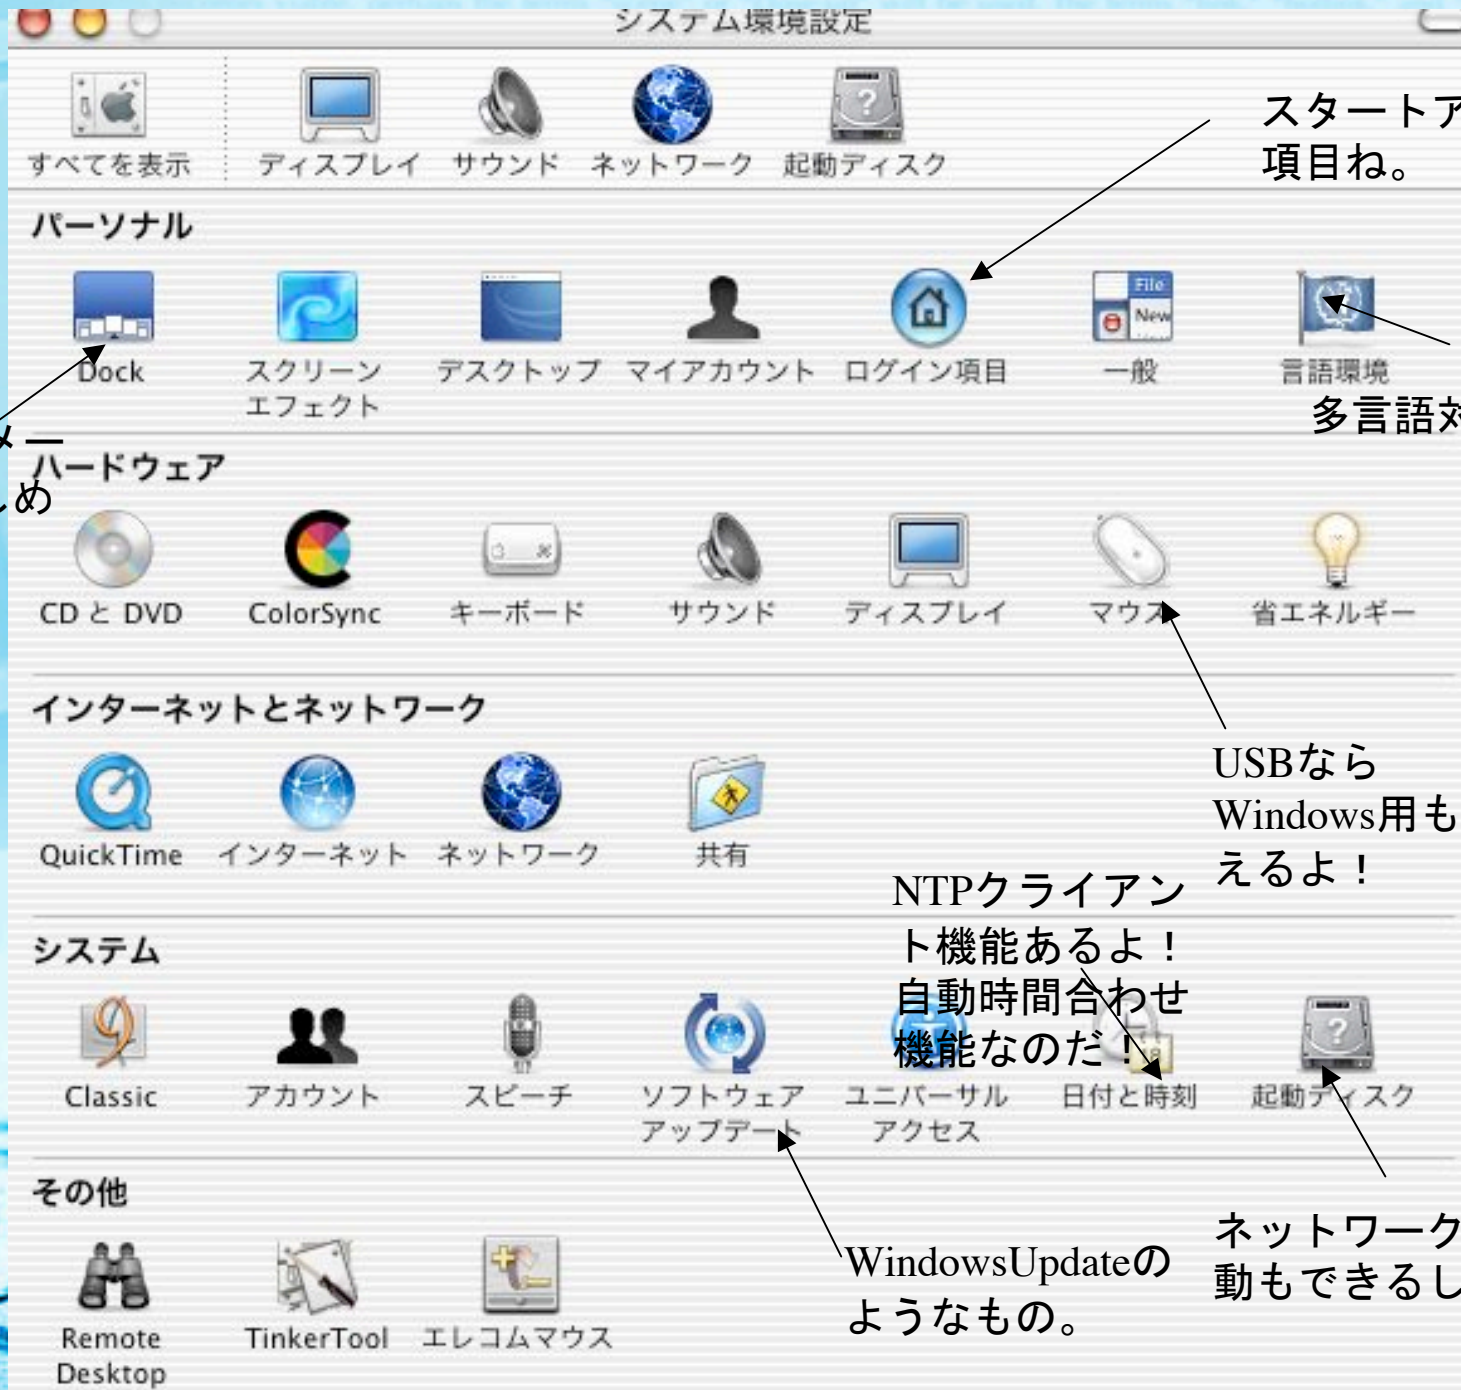 システム環境設定
すべてを表示
ディスプレイ
サウンド
ネットワーク
起動ディスク
スタートア
項目ね。
パーソナル
File
New
Dock
スクリーン
エフェクト
デスクトップ
マイアカウント
ログイン項目
一般
言語環境
多言語対
メー
しめ
ハードウェア
CD と DVD
ColorSync
キーボード
サウンド
ディスプレイ
マウス
省エネルギー
インターネットとネットワーク
QuickTime
インターネット
ネットワーク
共有
USBなら
Windows用も
えるよ！
NTPクライアン
ト機能あるよ！
自動時間合わせ
機能なのだ！
システム
9
?
18
Classic
アカウント
スピーチ
ソフトウェア
アップデート
ユニバーサル
アクセス
日付と時刻
起動ディスク
その他
Remote
Desktop
TinkerTool
エレコムマウス
WindowsUpdateの
ようなもの。
ネットワーク
動もできるし